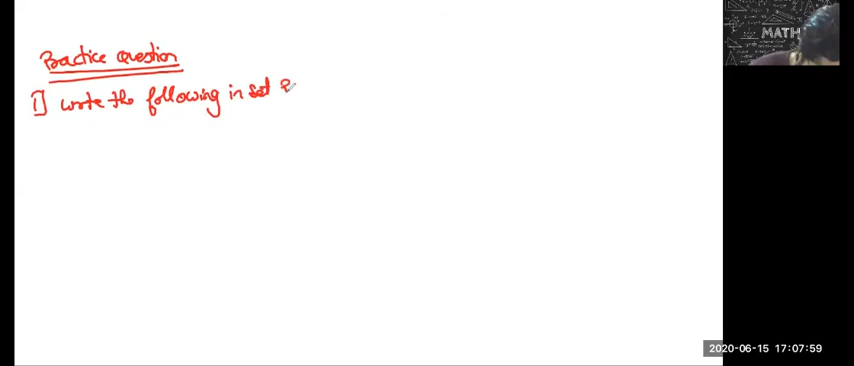 Practice question
1] write the following in set
MATH
2020-06-15 17:07:59